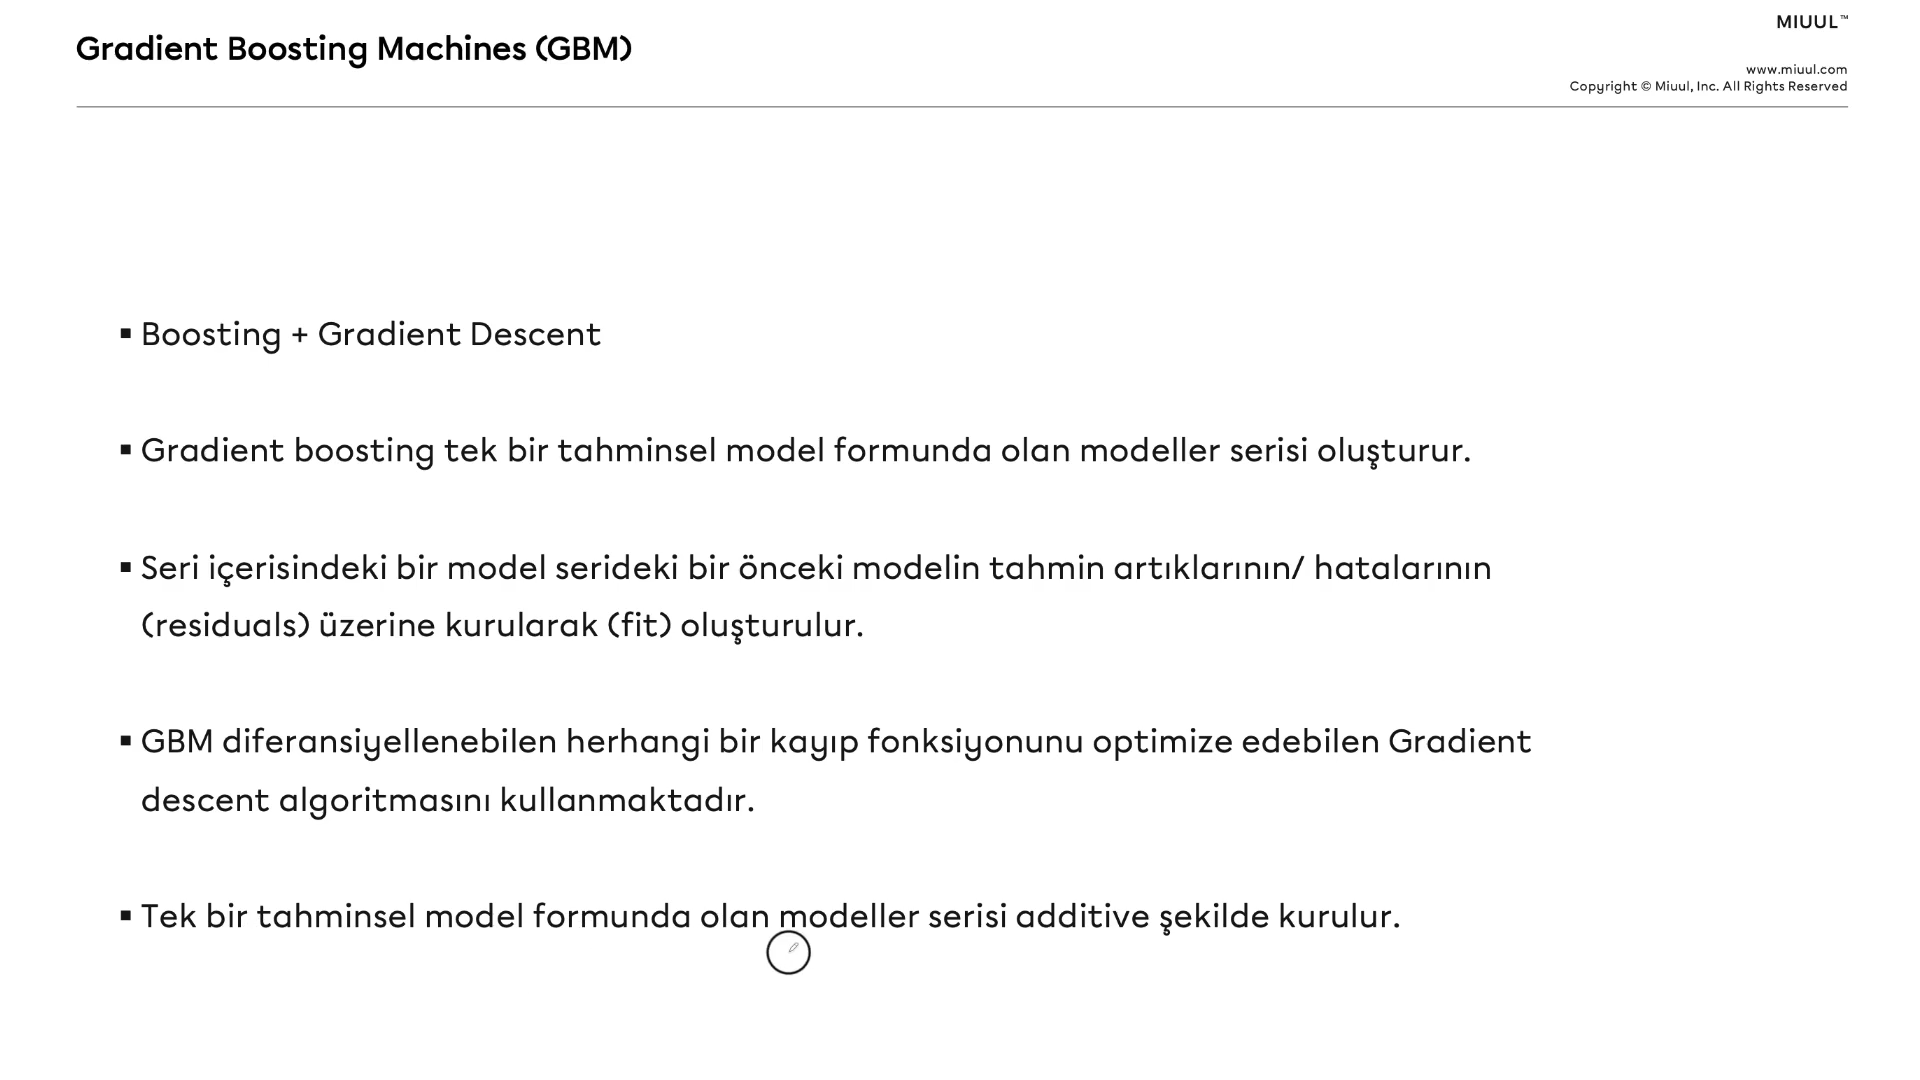 MIUUL™
Gradient Boosting Machines (GBM)
www.miuul.com
Copyright © Miuul, Inc. All Rights Reserved
▪ Boosting + Gradient Descent
▪ Gradient boosting tek bir tahminsel model formunda olan modeller serisi oluşturur.
▪ Seri içerisindeki bir model serideki bir önceki modelin tahmin artıklarının/ hatalarının
(residuals) üzerine kurularak (fit) oluşturulur.
▪ GBM diferansiyellenebilen herhangi bir kayıp fonksiyonunu optimize edebilen Gradient
descent algoritmasını kullanmaktadır.
▪ Tek bir tahminsel model formunda olan modeller serisi additive şekilde kurulur.